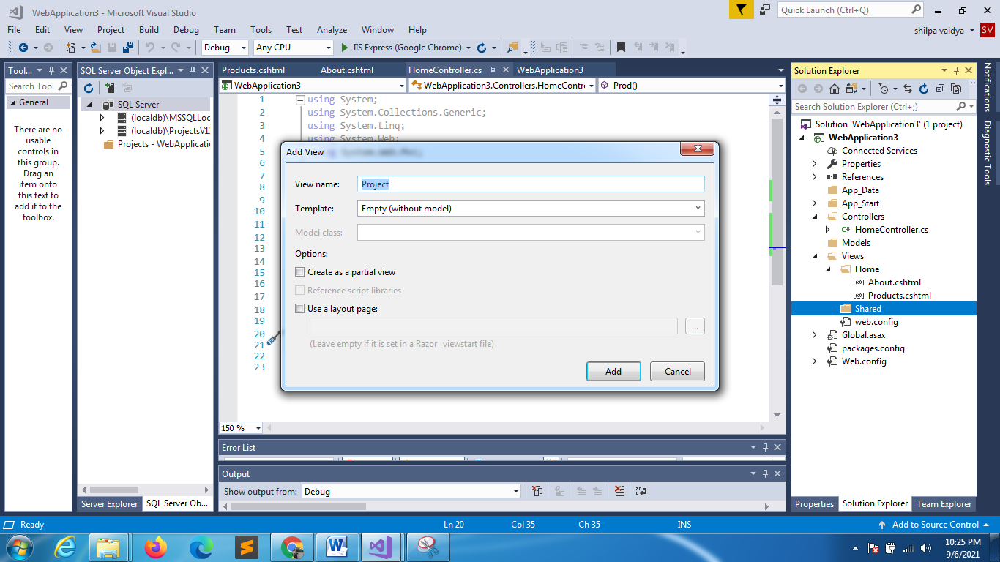 WebApplication3 - Microsoft Visual Studio
Quick Launch (Ctrl+Q)
File Edit View Project Build Debug Team Tools Test Analyze Window Help
shilpa vaidya SV
Debug Any CPU IIS Express (Google Chrome)
Tool...
Search Too
General
There are no
usable
controls in
this group.
Drag an
item onto
this text to
add it to the
toolbox.
SQL Server Object Expl...
SQL Server
(localdb)\MSSQLLoc
(localdb)\ProjectsV1
Projects - WebApplicati
Server Explorer SQL Server Ob...
Products.cshtml About.cshtml HomeController.cs WebApplication3
WebApplication3 WebApplication3.Controllers.HomeContro Prod()
1 using System;
2 using System.Collections.Generic;
3 using System.Linq;
4 using System.Web;
5
6
7
8
9
10
11
12
13
14
15
16
17
18
19
20
21
22
23
Add View
View name: Project
Template: Empty (without model)
Model class:
Options:
Create as a partial view
Reference script libraries
Use a layout page:
...
(Leave empty if it is set in a Razor _viewstart file)
Add Cancel
150 %
Error List
Output
Show output from: Debug
Solution Explorer
Search Solution Explorer (Ctrl+;)
Solution 'WebApplication3' (1 project)
WebApplication3
Connected Services
Properties
References
App_Data
App_Start
Controllers
C# HomeController.cs
Models
Views
Home
[@] About.cshtml
[@] Products.cshtml
Shared
web.config
Global.asax
packages.config
Web.config
Properties Solution Explorer Team Explorer
Notifications
Diagnostic Tools
Ready Ln 20 Col 35 Ch 35 INS Add to Source Control
10:25 PM
9/6/2021